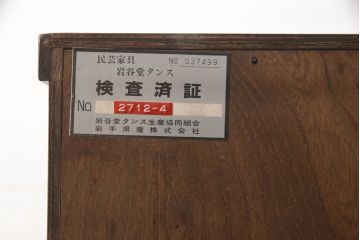 民芸家具 No 037499
岩谷堂タンス
検査済証
No. 2712-4
岩谷堂タンス生産協同組合
岩手県産株式会社